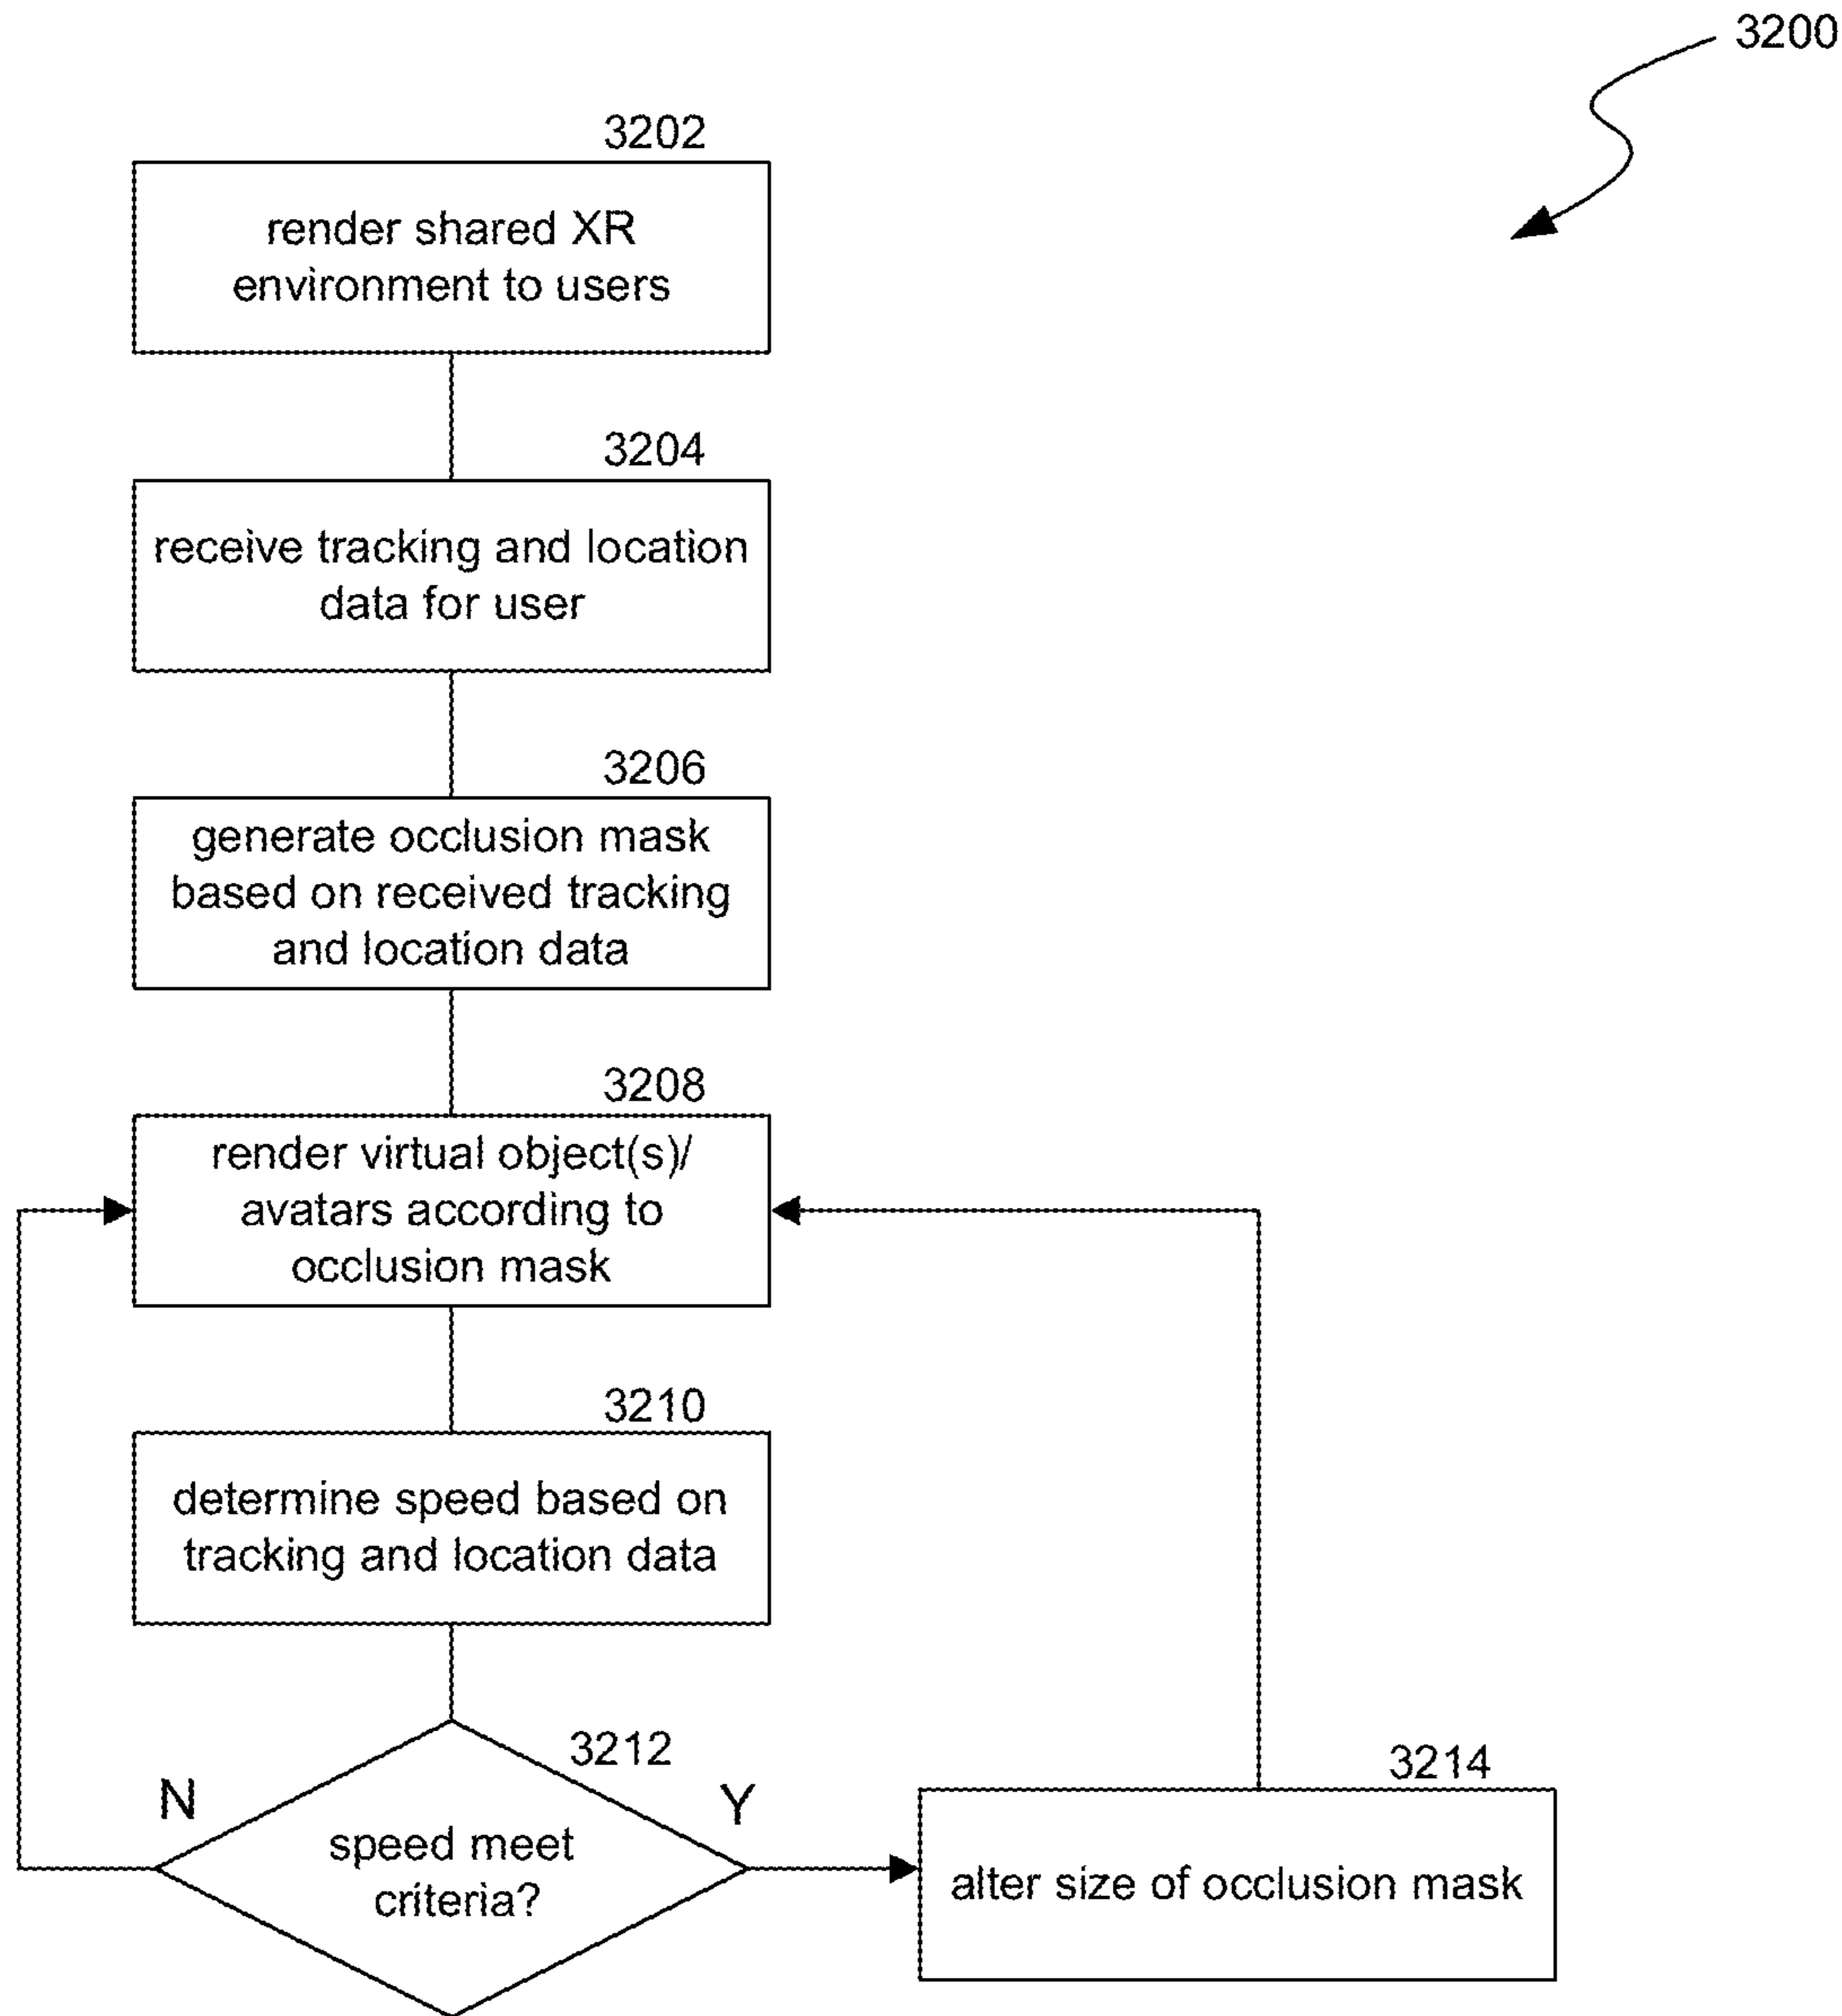 3200
3202
render shared XR
environment to users
3204
receive tracking and location
data for user
3206
generate occlusion mask
based on received tracking
and location data
3208
render virtual object(s)/
avatars according to
occlusion mask
3210
determine speed based on
tracking and location data
3212
N
Y
speed meet
criteria?
3214
alter size of occlusion mask